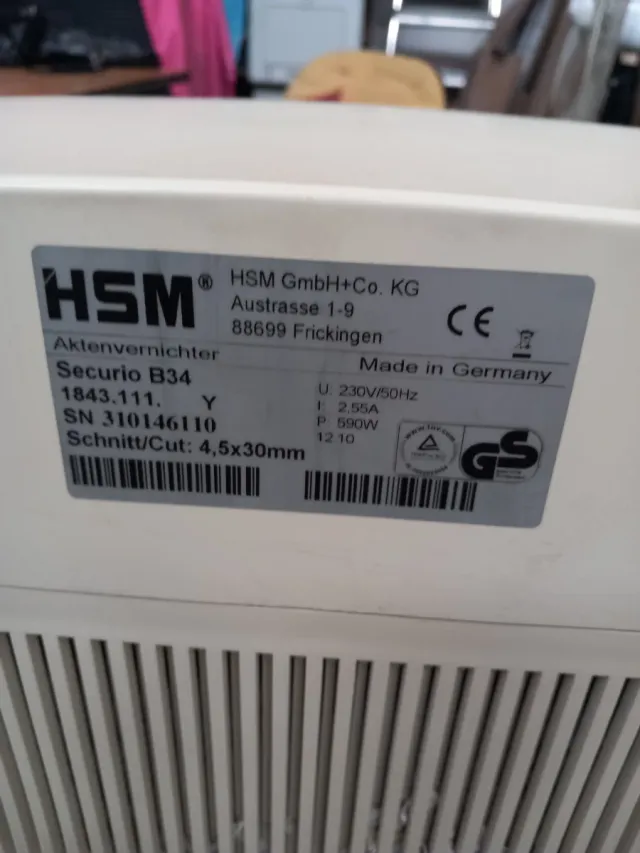 HSM®
HSM GmbH+Co. KG
Austrasse 1-9
88699 Frickingen
CE
Aktenvernichter
Made in Germany
Securio B34
1843.111. Y
SN 310146110
Schnitt/Cut: 4,5x30mm
U. 230V/50Hz
I: 2,55A
P: 590W
12.10
GS